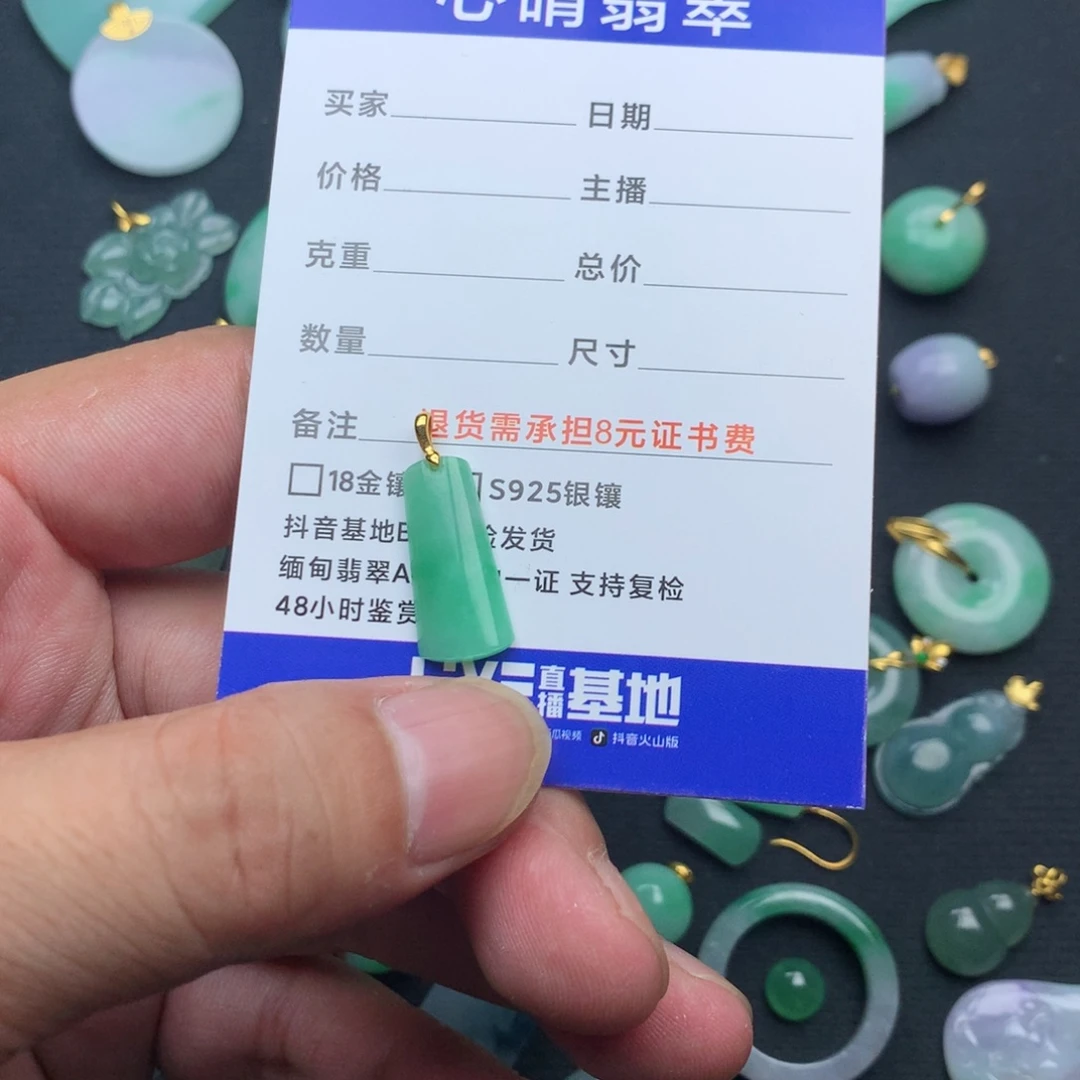 心晴翡翠
买家 日期
价格 主播
克重 总价
数量 尺寸
备注 退货需承担8元证书费
18金镶 S925银镶
抖音基地 检发货
缅甸翡翠A 一证 支持复检
48小时鉴赏
直播基地
瓜视频 抖音火山版